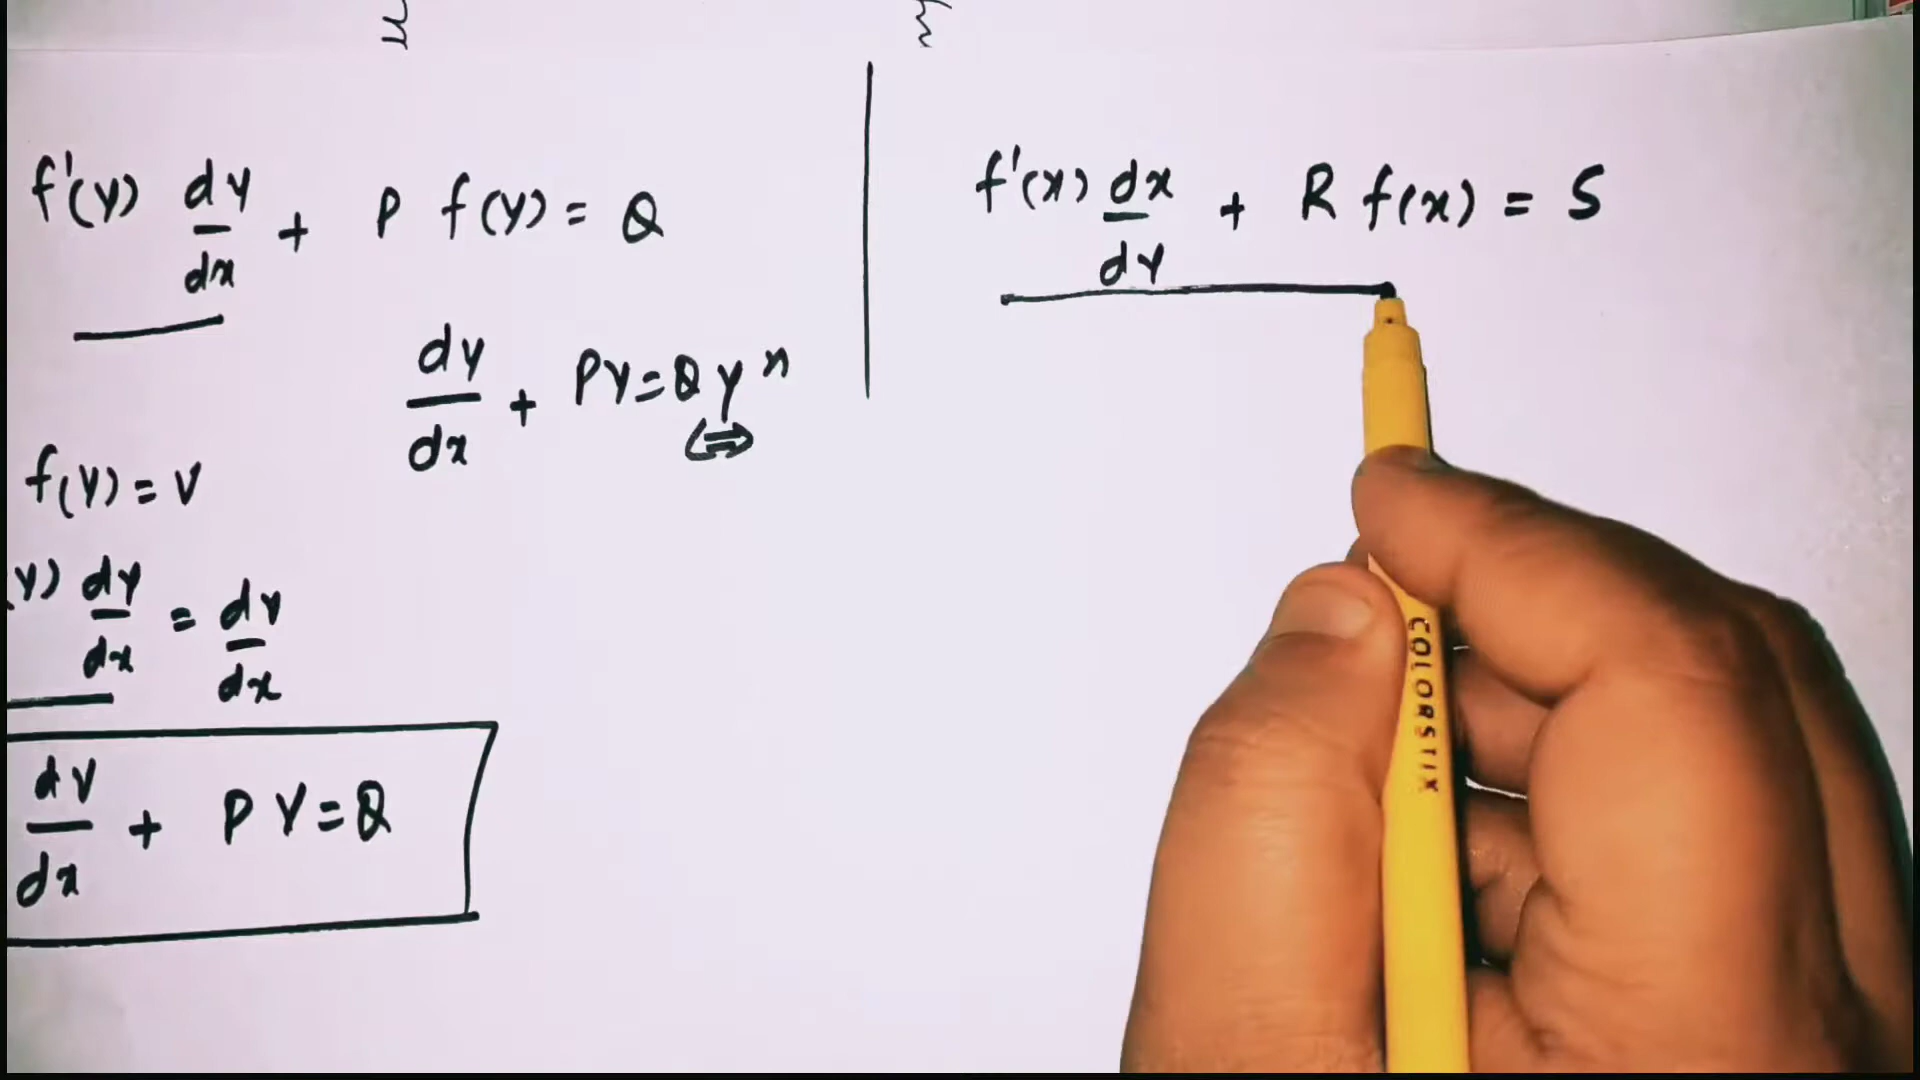 f'(y) dy/dx + P f(y) = Q
dy/dx + Py = Q y^n
f(y) = v
y) dy/dx = dv/dx
dv/dx + P V = Q
f'(x) dx/dy + R f(x) = S
COLORSTIX